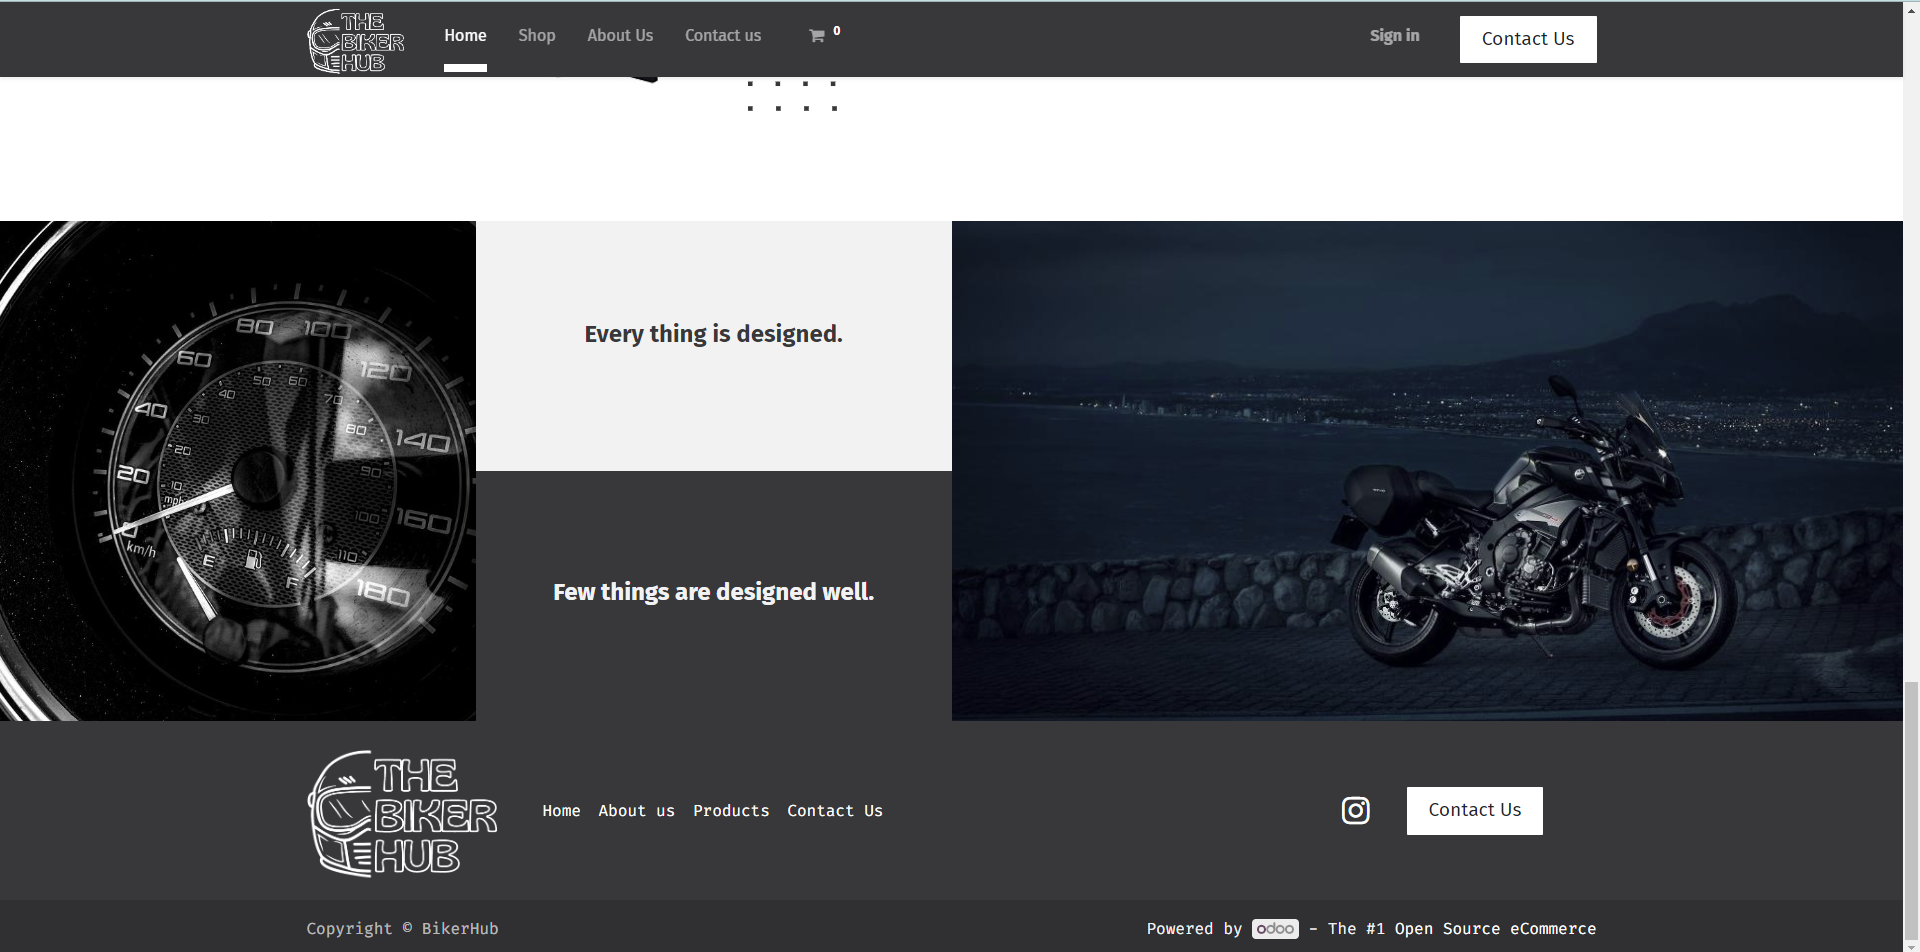 THE
BIKER
HUB
Home Shop About Us Contact us 0 Sign in Contact Us
80 100
60 120
50 60
40 70
40 30 80 140
20 20 90
10
mph
0 100 160
km/h 110
E F
180
Every thing is designed.
Few things are designed well.
THE
BIKER
HUB
Home About us Products Contact Us Contact Us
Copyright © BikerHub Powered by odoo - The #1 Open Source eCommerce